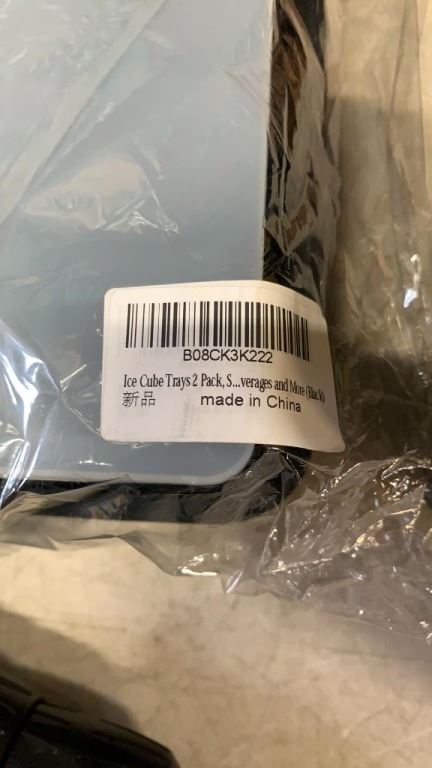 B08CK3K222
Ice Cube Trays 2 Pack, S...verages and More (Black)
新品 made in China